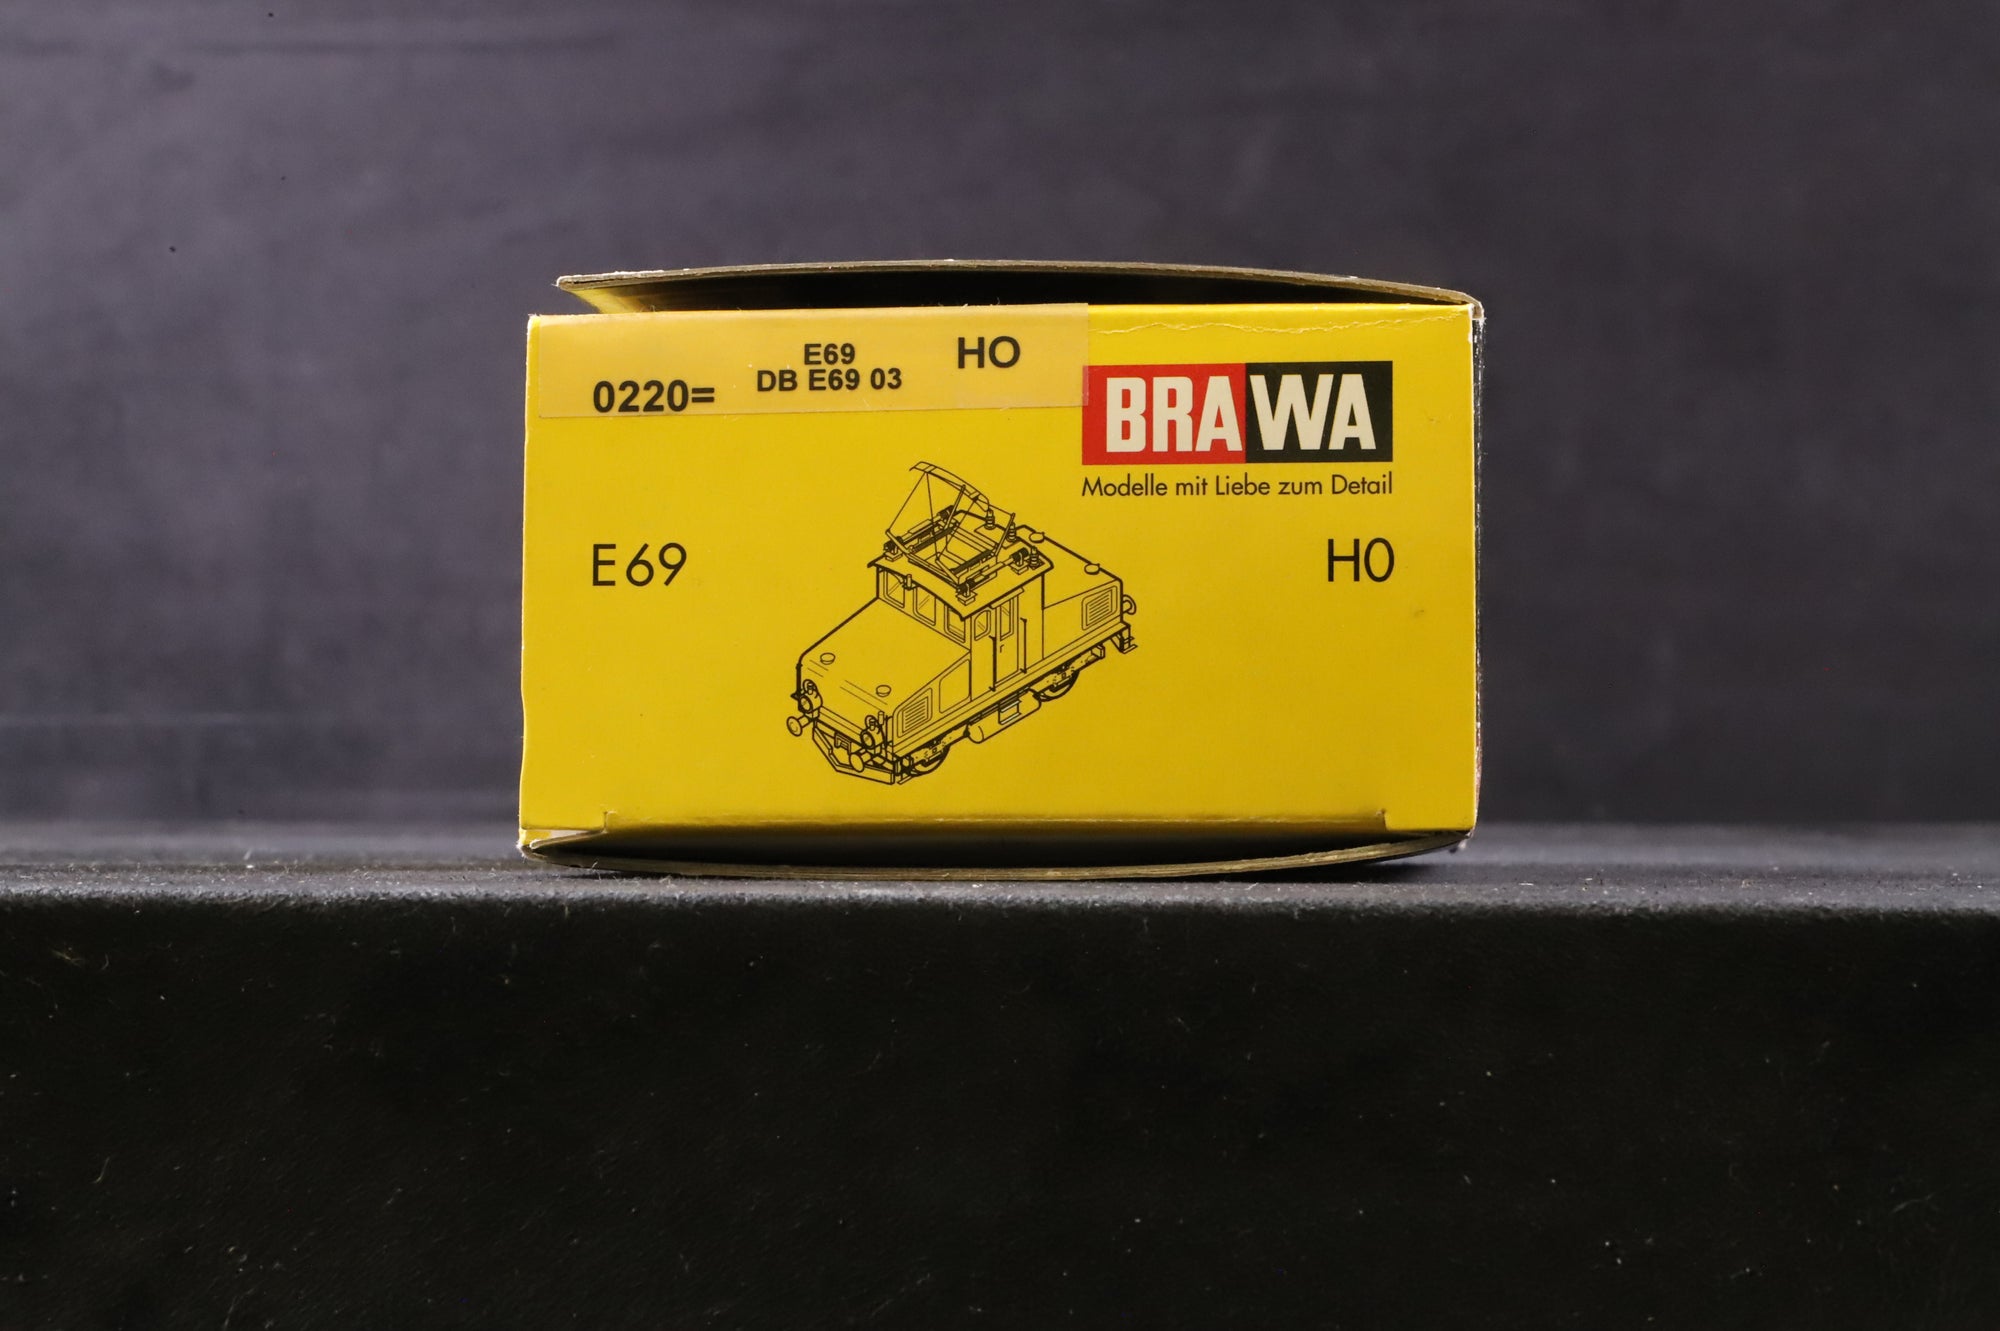 E69 HO
0220= DB E69 03
BRAWA
Modelle mit Liebe zum Detail
E69 H0